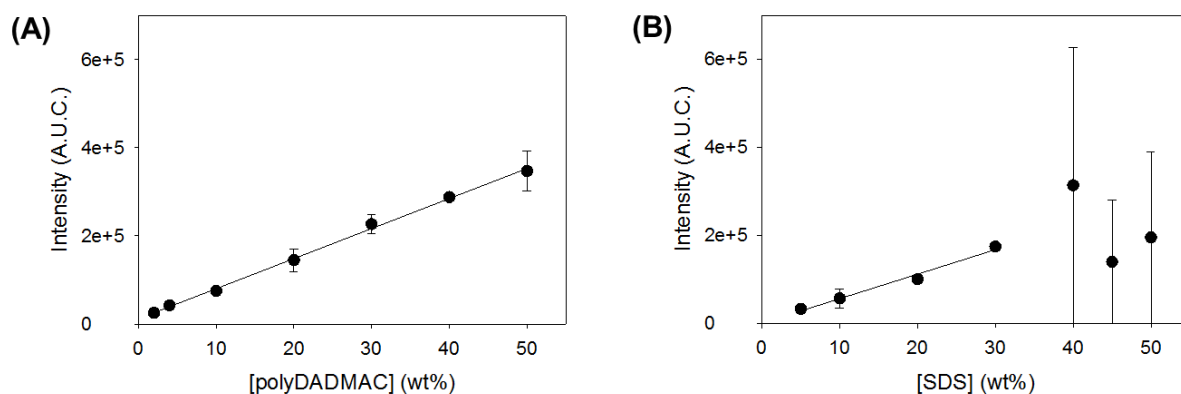 (A)
Intensity (A.U.C.)
6e+5
4e+5
2e+5
0
0 10 20 30 40 50
[polyDADMAC] (wt%)
(B)
Intensity (A.U.C.)
6e+5
4e+5
2e+5
0
0 10 20 30 40 50
[SDS] (wt%)